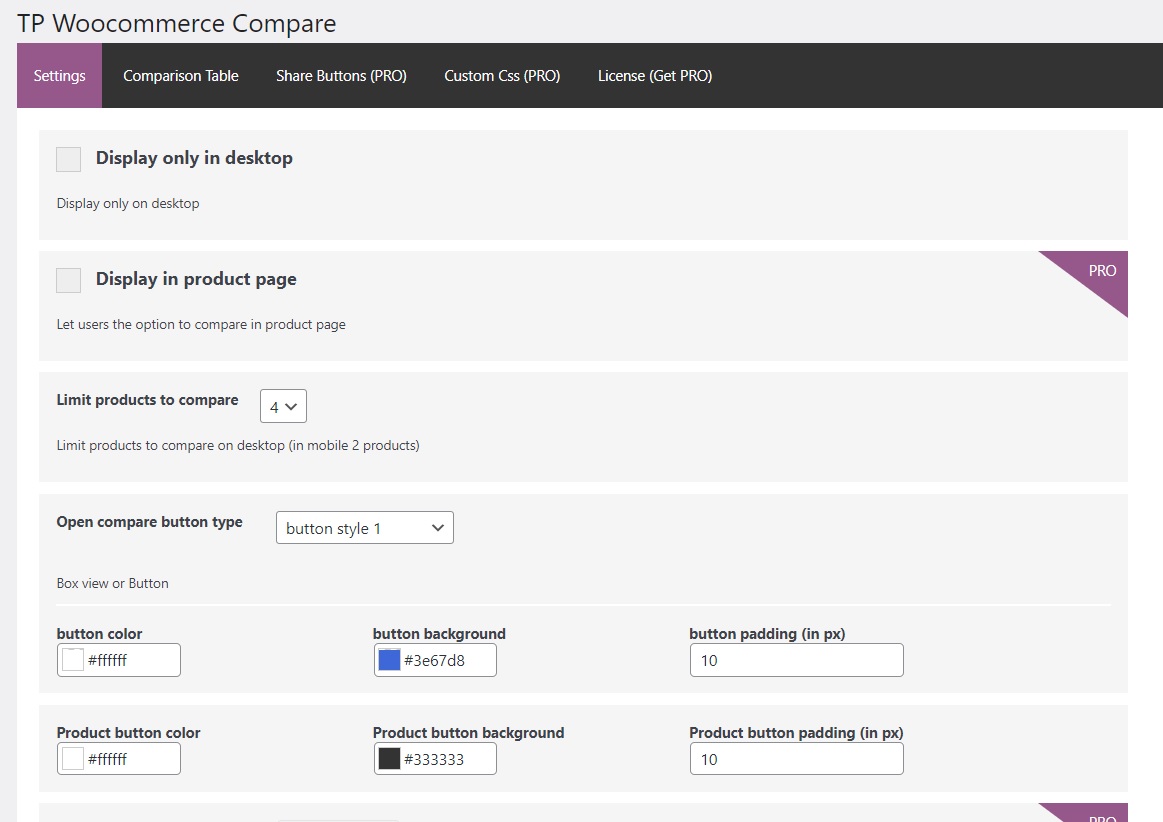 TP Woocommerce Compare
Settings Comparison Table Share Buttons (PRO) Custom Css (PRO) License (Get PRO)
Display only in desktop
Display only on desktop
Display in product page
PRO
Let users the option to compare in product page
Limit products to compare 4
Limit products to compare on desktop (in mobile 2 products)
Open compare button type button style 1
Box view or Button
button color button background button padding (in px)
#ffffff #3e67d8 10
Product button color Product button background Product button padding (in px)
#ffffff #333333 10
PRO